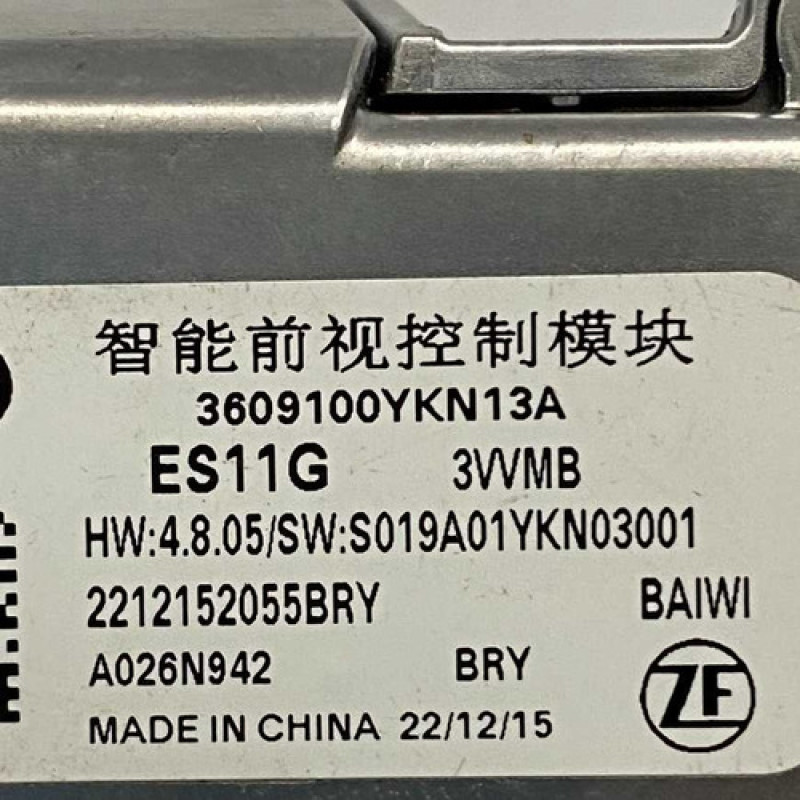 智能前视控制模块
3609100YKN13A
ES11G 3VVMB
HW:4.8.05/SW:S019A01YKN03001
2212152055BRY BAIWI
A026N942 BRY
MADE IN CHINA 22/12/15
ZF